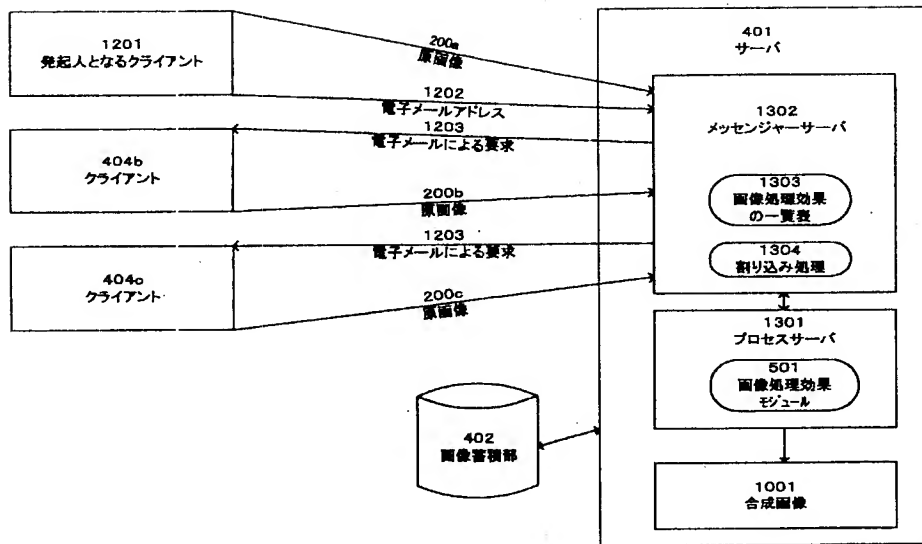 1201
発起人となるクライアント
200a
原画像
1202
電子メールアドレス
1203
電子メールによる要求
404b
クライアント
200b
原画像
1203
電子メールによる要求
404c
クライアント
200c
原画像
402
画像蓄積部
401
サーバ
1302
メッセンジャーサーバ
1303
画像処理効果
の一覧表
1304
割り込み処理
1301
プロセスサーバ
501
画像処理効果
モジュール
1001
合成画像